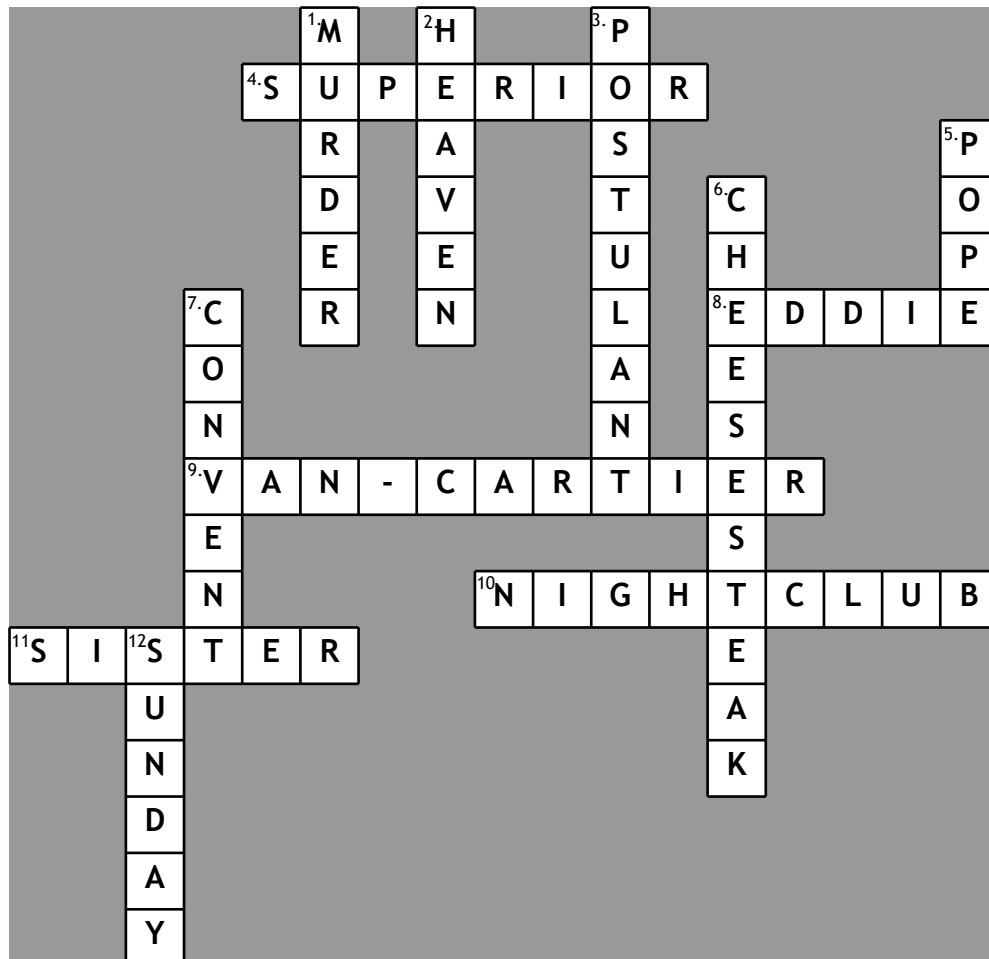 1. M 2. H 3. P
4. S U P E R I O R
R A S 5. P
D V T 6. C O
E E U H P
7. C R N L 8. E D D I E
O A E
N N S
9. V A N - C A R T I E R
E S
N 10 N I G H T C L U B
11 S I 12 S T E R E
U A
N K
D
A
Y